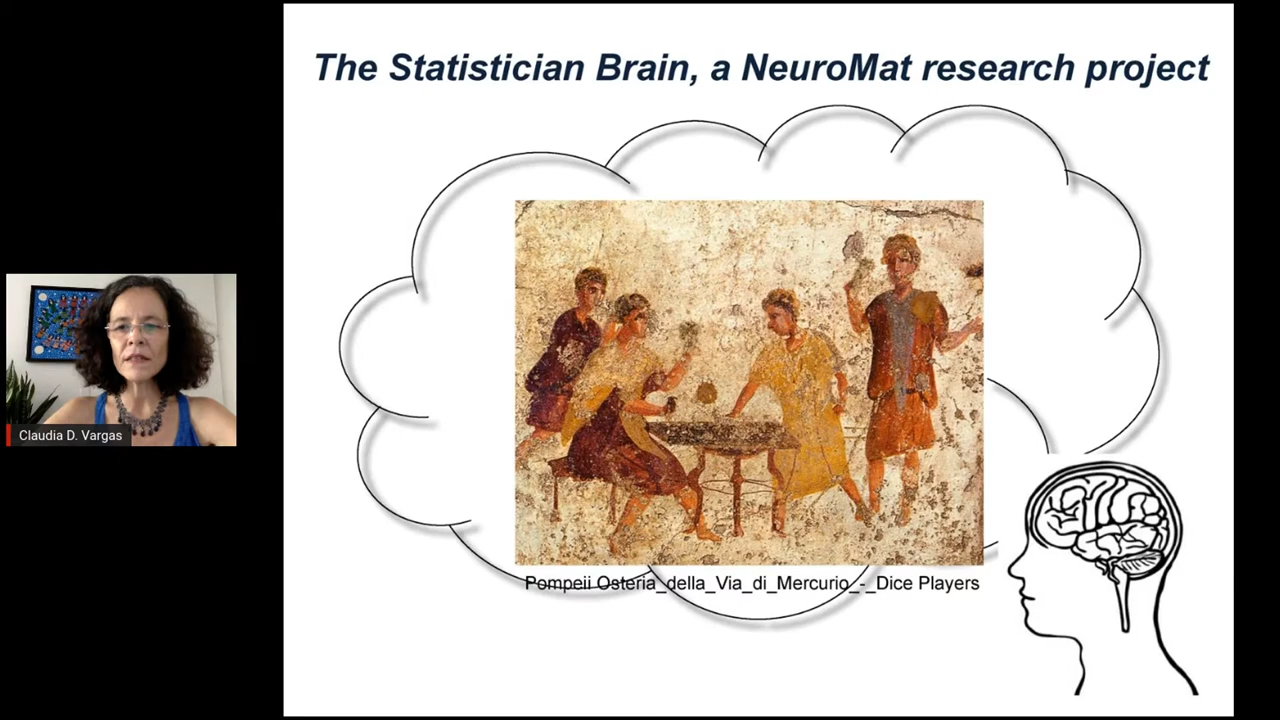 The Statistician Brain, a NeuroMat research project
Claudia D. Vargas
Pompeii Osteria_della_Via_di_Mercurio_-_Dice Players